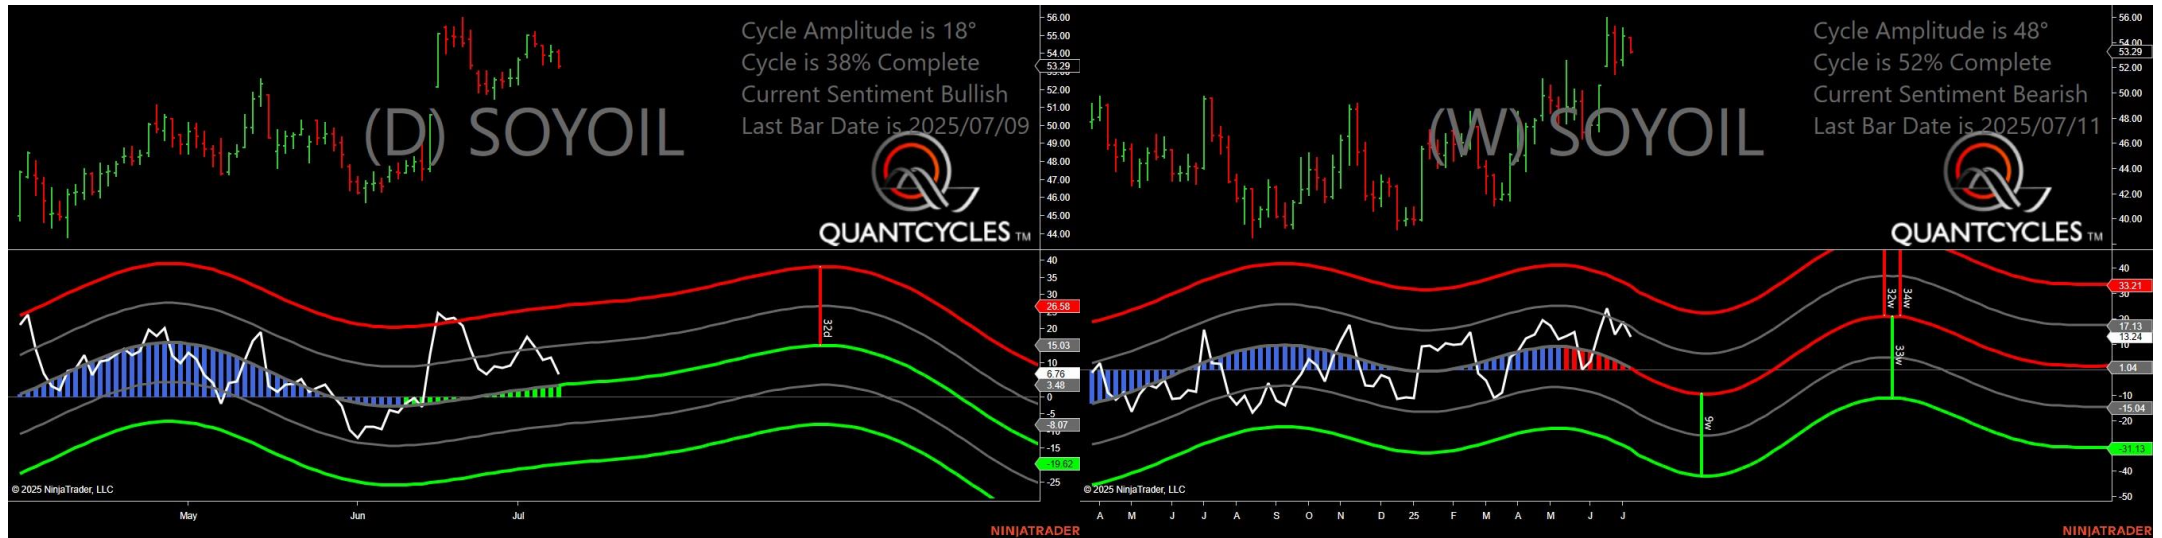 Cycle Amplitude is 18°
Cycle is 38% Complete
Current Sentiment Bullish
Last Bar Date is 2025/07/09
(D) SOYOIL
QUANTCYCLES TM
56.00
55.00
54.00
53.29
52.00
51.00
50.00
49.00
48.00
47.00
46.00
45.00
44.00
40
35
30
26.58
20
15.03
10
6.76
3.48
0
-5
-8.07
-15
-19.62
-25
32d
© 2025 NinjaTrader, LLC
May
Jun
Jul
NINJATRADER
Cycle Amplitude is 48°
Cycle is 52% Complete
Current Sentiment Bearish
Last Bar Date is 2025/07/11
(W) SOYOIL
QUANTCYCLES TM
56.00
54.00
53.29
52.00
50.00
48.00
46.00
44.00
42.00
40.00
40
33.21
30
17.13
13.24
10
1.04
-10
-15.04
-20
-31.13
-40
-50
9w
32w
34w
33w
© 2025 NinjaTrader, LLC
A M J J A S O N D 25 F M A M J J
NINJATRADER